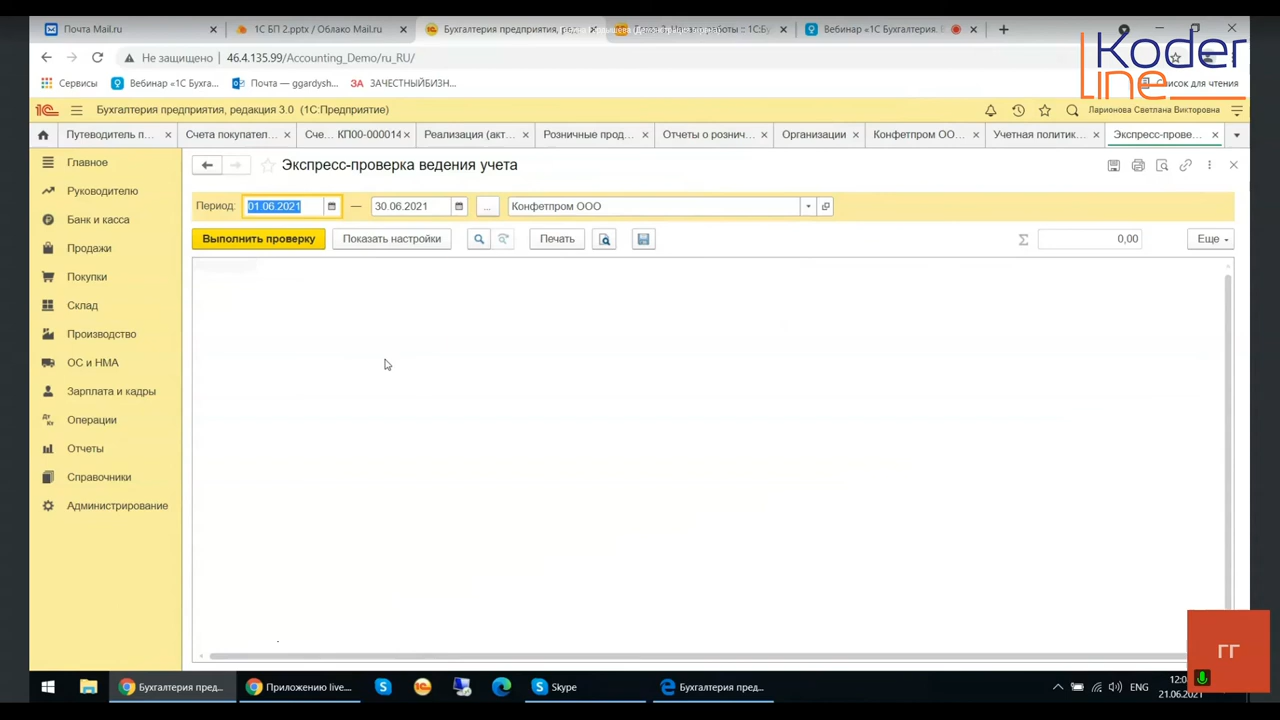 Почта Mail.ru
1С БП 2.pptx / Облако Mail.ru
Бухгалтерия предприятия, ре
Вебинар «1С Бухгалтерия.
Не защищено
46.4.135.99/Accounting_Demo/ru_RU/
Koder
line
Сервисы
Вебинар «1С Бухга...
Почта — ggardysh...
ЗАЧЕСТНЫЙБИЗН...
Список для чтения
Бухгалтерия предприятия, редакция 3.0 (1С:Предприятие)
Ларионова Светлана Викторовна
Путеводитель п...
Счета покупател...
Сче... КП00-000014
Реализация (акт...
Розничные прод...
Отчеты о рознич...
Организации
Конфетпром ОО...
Учетная политик...
Экспресс-прове...
Главное
Руководителю
Банк и касса
Продажи
Покупки
Склад
Производство
ОС и НМА
Зарплата и кадры
Операции
Отчеты
Справочники
Администрирование
Экспресс-проверка ведения учета
Период:
01.06.2021
—
30.06.2021
...
Конфетпром ООО
Выполнить проверку
Показать настройки
Печать
Σ
0,00
Еще
ГГ
Бухгалтерия пред...
Приложению live....
Skype
Бухгалтерия пред...
ENG
21.06.2021